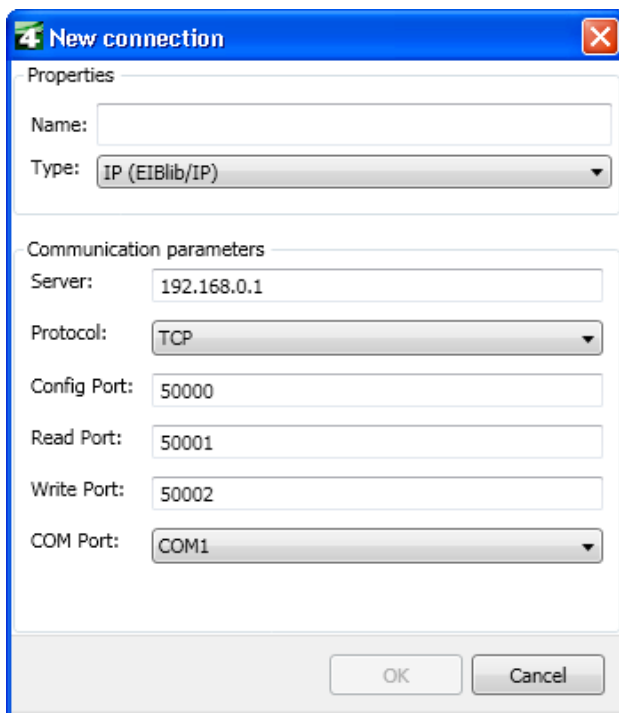 4 New connection
Properties
Name:
Type: IP (EIBlib/IP)
Communication parameters
Server: 192.168.0.1
Protocol: TCP
Config Port: 50000
Read Port: 50001
Write Port: 50002
COM Port: COM1
OK Cancel